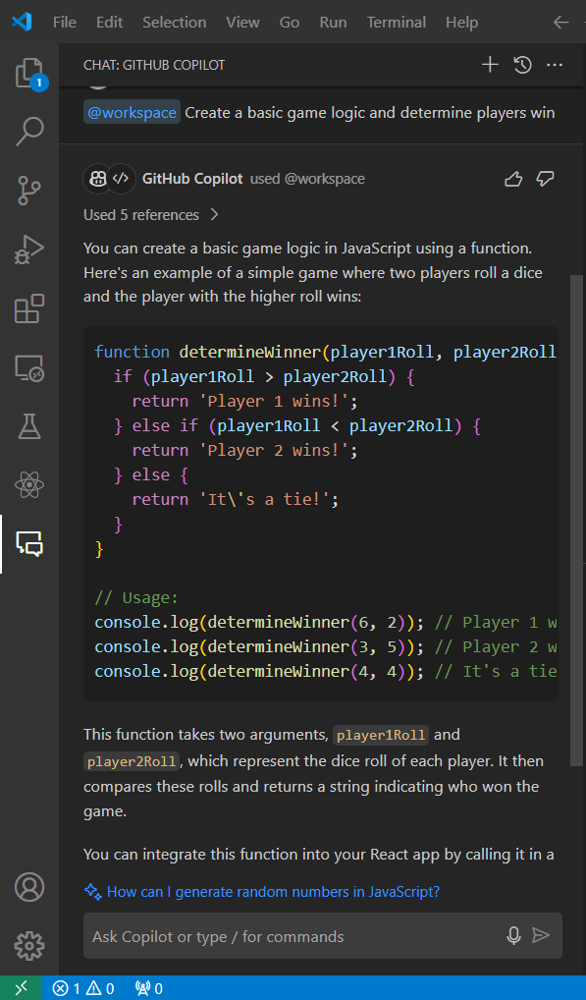 File Edit Selection View Go Run Terminal Help
CHAT: GITHUB COPILOT
1
@workspace Create a basic game logic and determine players win
GitHub Copilot used @workspace
Used 5 references
You can create a basic game logic in JavaScript using a function.
Here's an example of a simple game where two players roll a dice
and the player with the higher roll wins:
function determineWinner(player1Roll, player2Roll
if (player1Roll > player2Roll) {
return 'Player 1 wins!';
} else if (player1Roll < player2Roll) {
return 'Player 2 wins!';
} else {
return 'It\'s a tie!';
}
}
// Usage:
console.log(determineWinner(6, 2)); // Player 1 w
console.log(determineWinner(3, 5)); // Player 2 w
console.log(determineWinner(4, 4)); // It's a tie
This function takes two arguments, player1Roll and
player2Roll, which represent the dice roll of each player. It then
compares these rolls and returns a string indicating who won the
game.
You can integrate this function into your React app by calling it in a
How can I generate random numbers in JavaScript?
Ask Copilot or type / for commands
1 0 0